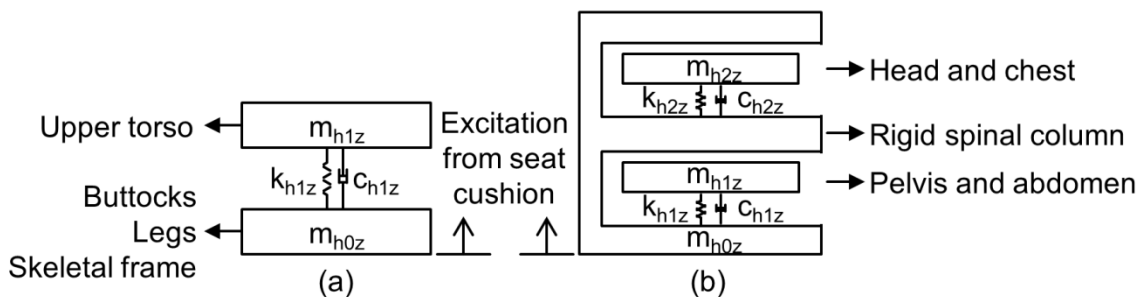 Upper torso
m_h1z
k_h1z
c_h1z
Buttocks
Legs
Skeletal frame
m_h0z
(a)
Excitation
from seat
cushion
m_h2z
k_h2z
c_h2z
m_h1z
k_h1z
c_h1z
m_h0z
(b)
Head and chest
Rigid spinal column
Pelvis and abdomen